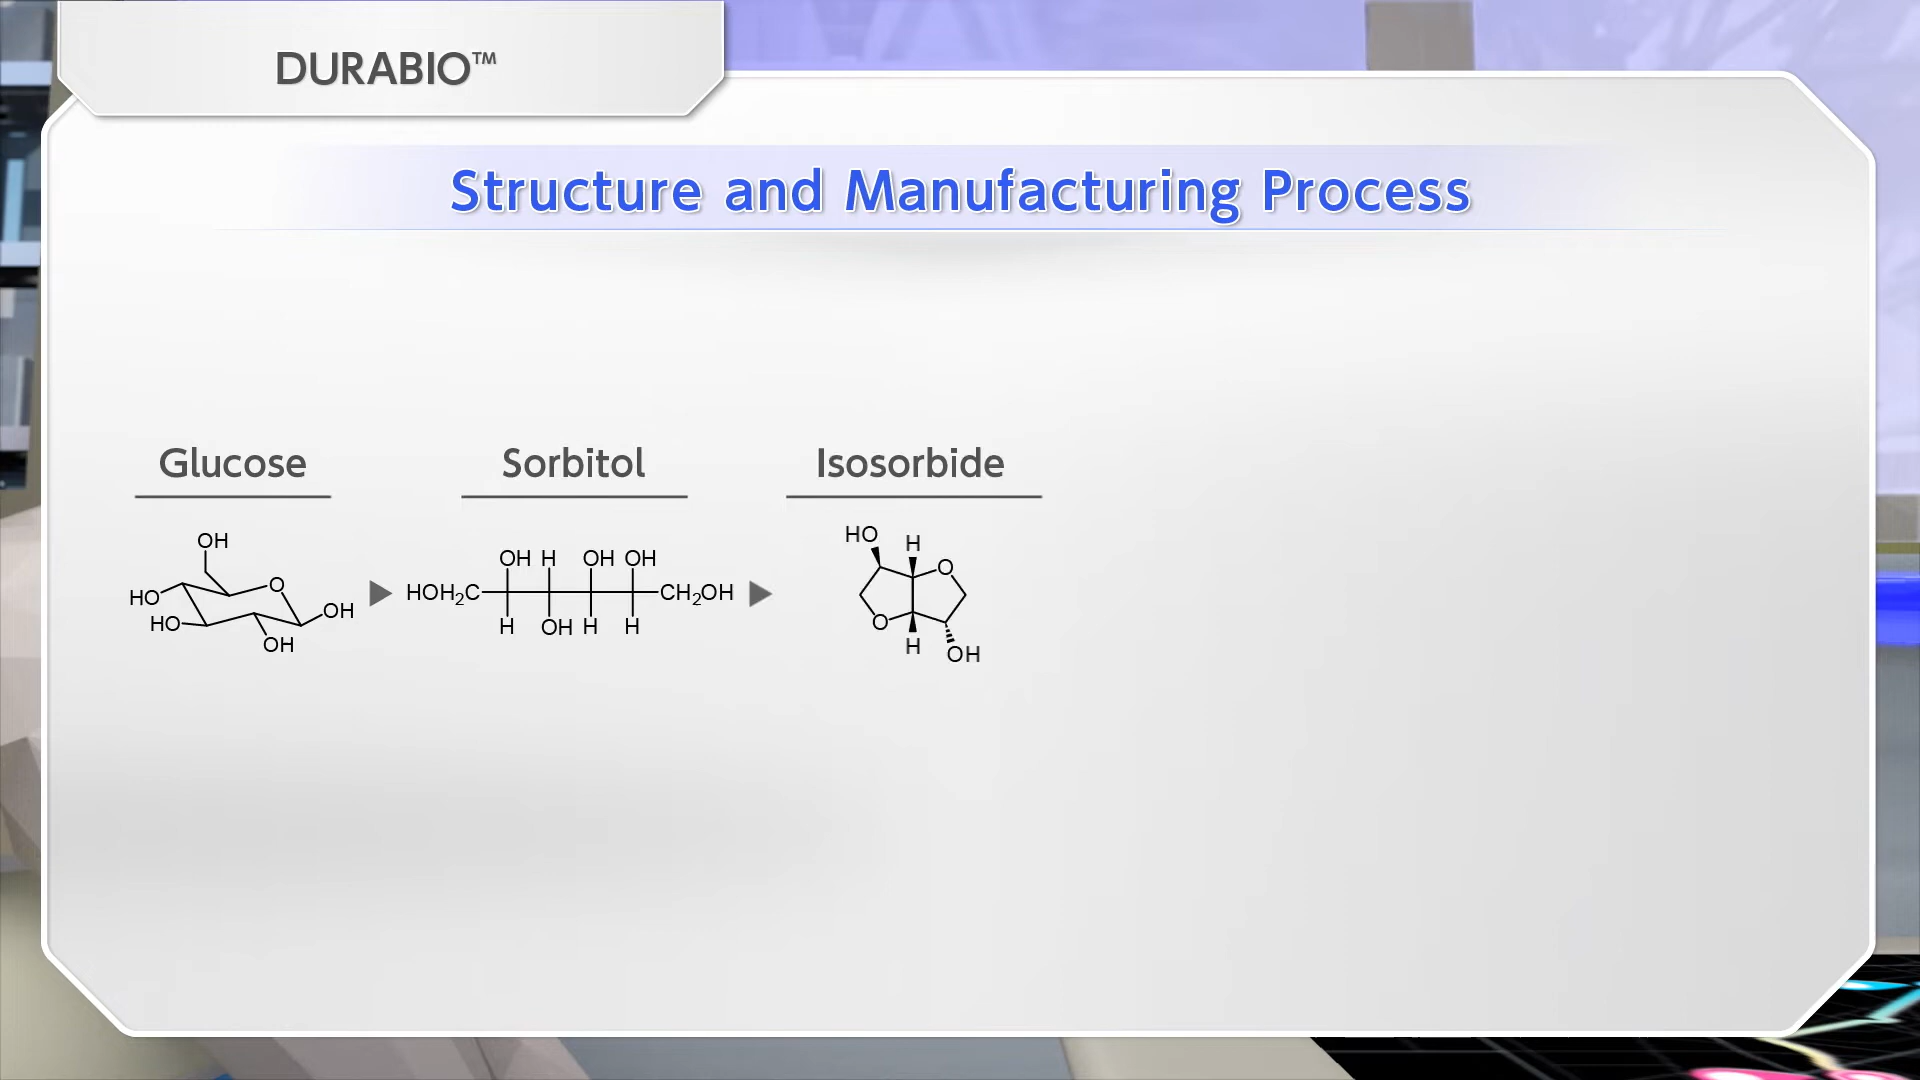 DURABIO™
Structure and Manufacturing Process
Glucose
Sorbitol
Isosorbide
OH
HO
O
HO
OH
OH
OH H OH OH
HOH₂C CH₂OH
H OH H H
HO
H
O
O
H
OH